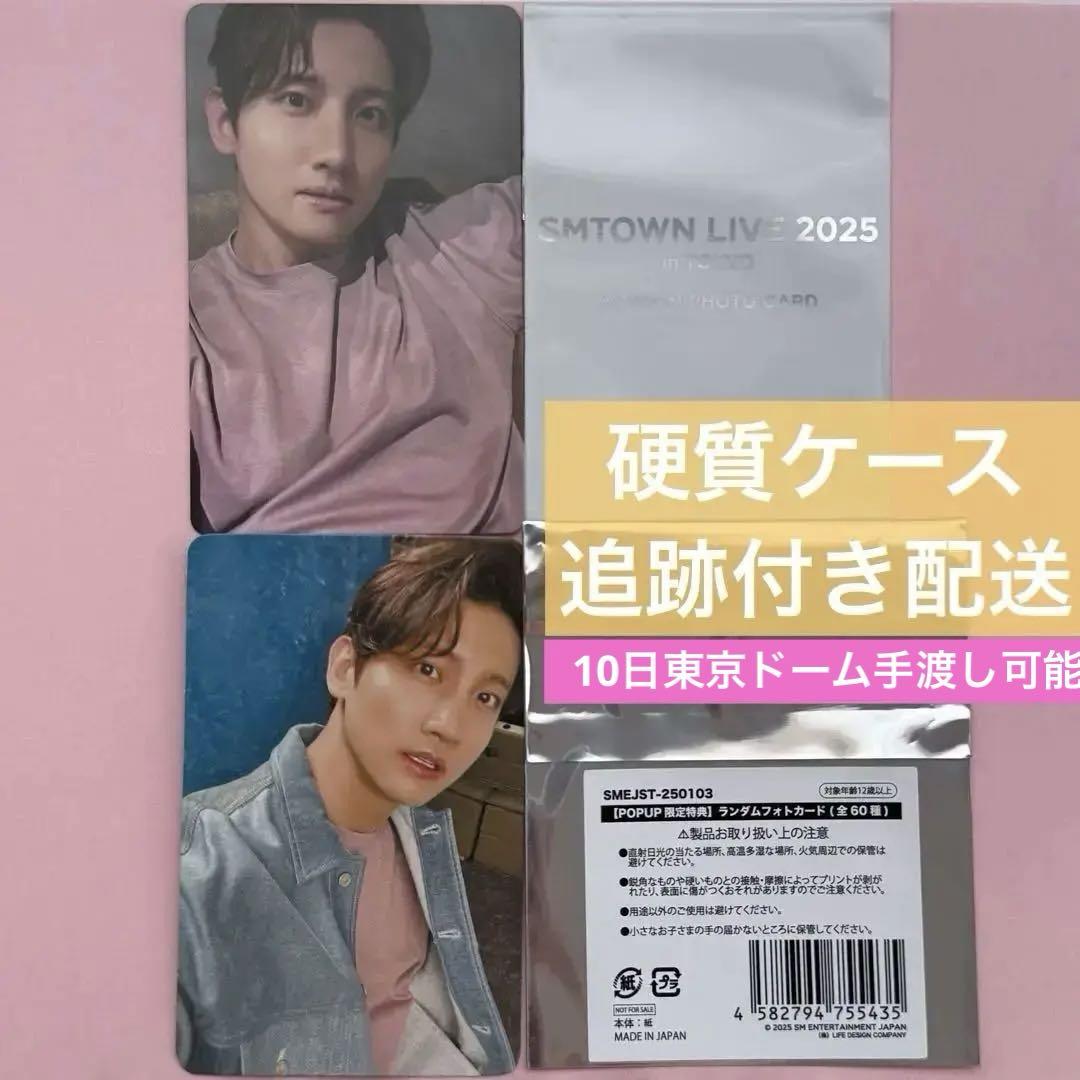 SMTOWN LIVE 2025
PHOTO CARD
硬質ケース
追跡付き配送
10日東京ドーム手渡し可能
SMEJST-250103
対象年齢12歳以上
【POPUP限定特典】ランダムフォトカード(全60種)
⚠製品お取り扱い上の注意
●直射日光の当たる場所、高温多湿な場所、火気周辺での保管は
避けてください。
●鋭角なものや硬いものとの接触・摩擦によってプリントが剥が
れたり、表面に傷がつくおそれがありますのでご注意ください。
●用途以外のご使用は避けてください。
●小さなお子さまの手の届かないところに保管してください。
紙
プラ
NOT FOR SALE
本体:紙
MADE IN JAPAN
4 582794 755435
© 2025 SM ENTERTAINMENT JAPAN
(株) LIFE DESIGN COMPANY